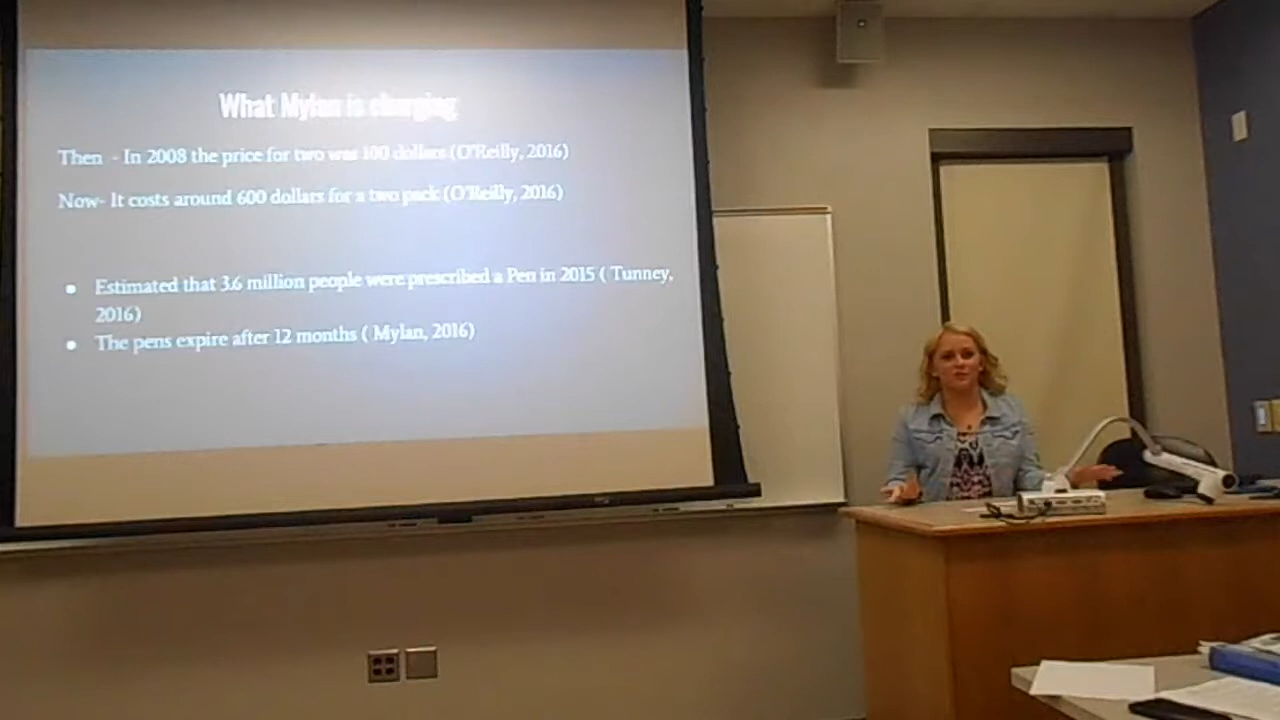 What Mylan is charging
Then - In 2008 the price for two was 100 dollars (O'Reilly, 2016)
Now- It costs around 600 dollars for a two pack (O'Reilly, 2016)
Estimated that 3.6 million people were prescribed a Pen in 2015 ( Tunney,
2016)
The pens expire after 12 months ( Mylan, 2016)